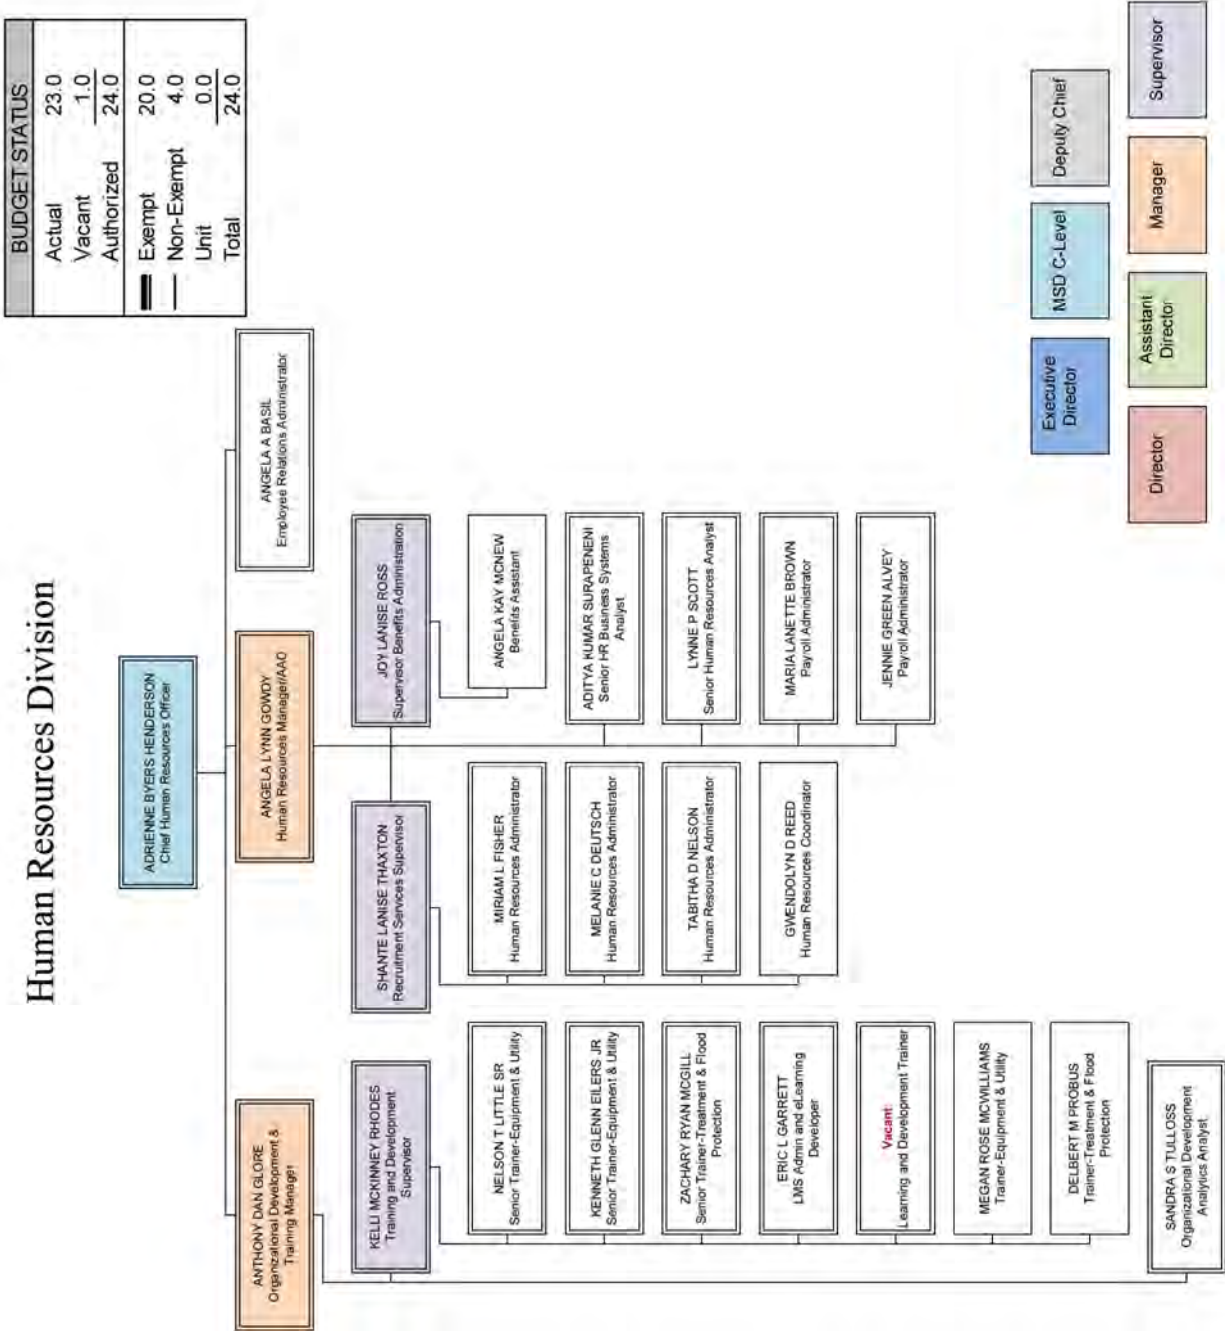 Human Resources Division
BUDGET STATUS
Actual 23.0
Vacant 1.0
Authorized 24.0
Exempt 20.0
Non-Exempt 4.0
Unit 0.0
Total 24.0
ADRIENNE BYERS HENDERSON
Chief Human Resources Officer
ANTHONY DAN GLORE
Organizational Development &
Training Manager
ANGELA LYNN GOWDY
Human Resources Manager/AAO
ANGELA A BASIL
Employee Relations Administrator
KELLI MCKINNEY RHODES
Training and Development
Supervisor
SHANTE LANISE THAXTON
Recruitment Services Supervisor
JOY LANISE ROSS
Supervisor Benefits Administration
NELSON T LITTLE SR
Senior Trainer-Equipment & Utility
KENNETH GLENN EILERS JR
Senior Trainer-Equipment & Utility
ZACHARY RYAN MCGILL
Senior Trainer-Treatment & Flood
Protection
ERIC L GARRETT
LMS Admin and eLearning
Developer
Vacant
Learning and Development Trainer
MEGAN ROSE MCWILLIAMS
Trainer-Equipment & Utility
DELBERT M PROBUS
Trainer-Treatment & Flood
Protection
SANDRA S TULLOSS
Organizational Development
Analytics Analyst
MIRIAM L FISHER
Human Resources Administrator
MELANIE C DEUTSCH
Human Resources Administrator
TABITHA D NELSON
Human Resources Administrator
GWENDOLYN D REED
Human Resources Coordinator
ANGELA KAY MCNEW
Benefits Assistant
ADITYA KUMAR SURAPENENI
Senior HR Business Systems
Analyst
LYNNE P SCOTT
Senior Human Resources Analyst
MARIA LANETTE BROWN
Payroll Administrator
JENNIE GREEN ALVEY
Payroll Administrator
Executive
Director
MSD C-Level
Deputy Chief
Director
Assistant
Director
Manager
Supervisor